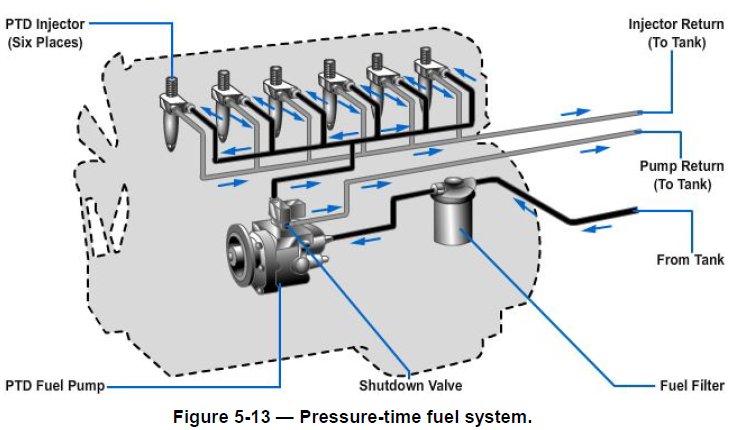 PTD Injector
(Six Places)
Injector Return
(To Tank)
Pump Return
(To Tank)
From Tank
PTD Fuel Pump
Shutdown Valve
Fuel Filter
Figure 5-13 — Pressure-time fuel system.